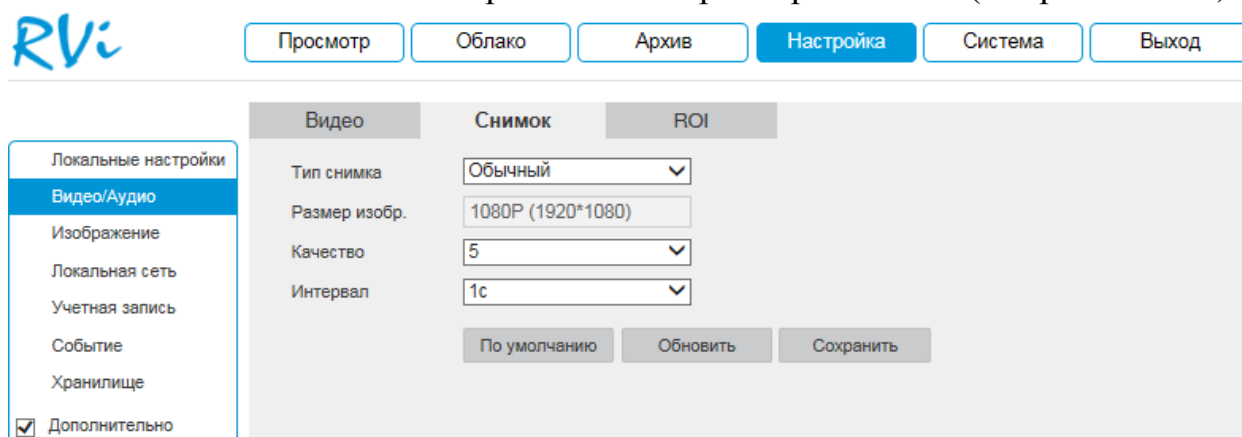 RVi
Просмотр Облако Архив Настройка Система Выход
Видео Снимок ROI
Локальные настройки
Видео/Аудио
Изображение
Локальная сеть
Учетная запись
Событие
Хранилище
Дополнительно
Тип снимка Обычный
Размер изобр. 1080P (1920*1080)
Качество 5
Интервал 1с
По умолчанию Обновить Сохранить